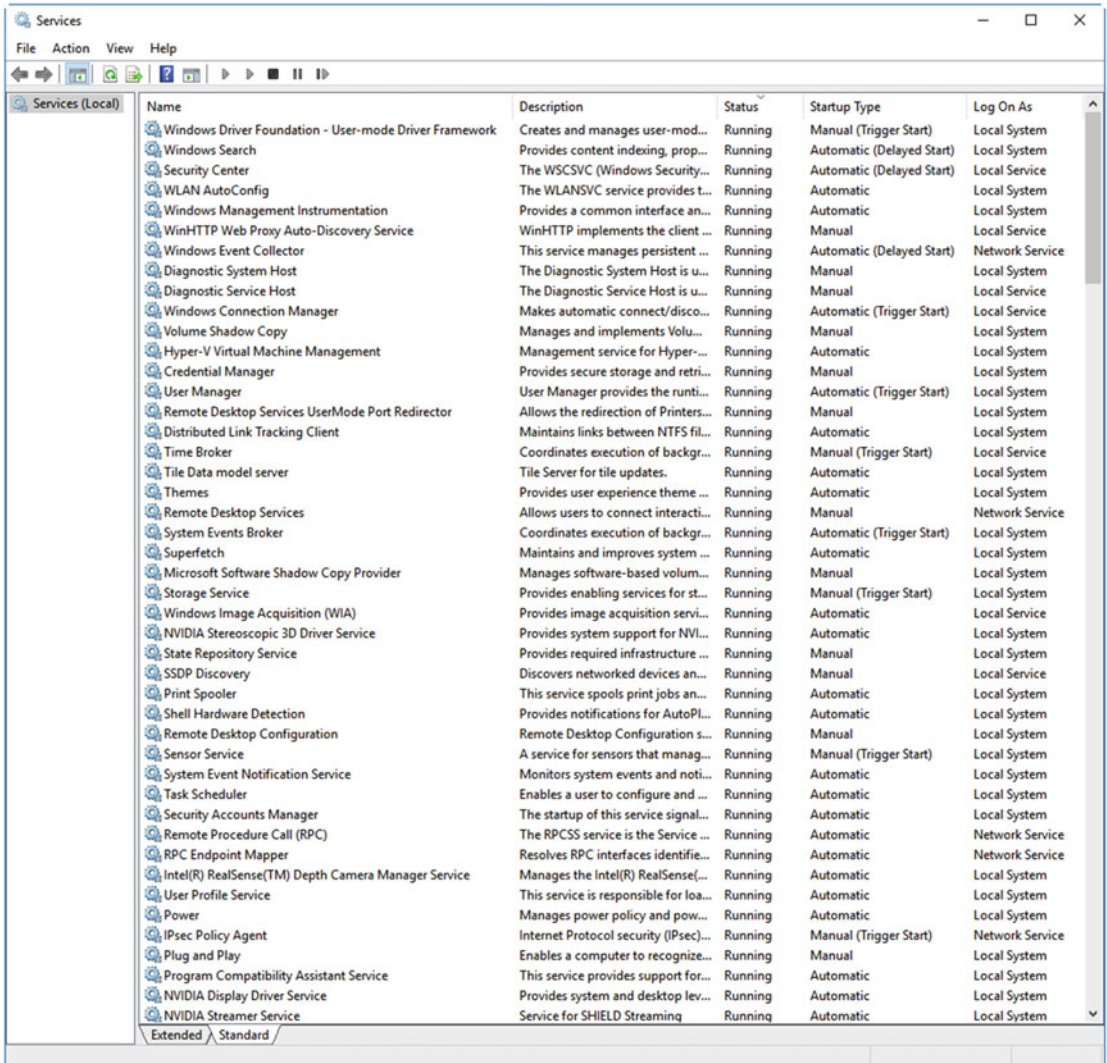 Services
File Action View Help
Services (Local)
Name Description Status Startup Type Log On As
Windows Driver Foundation - User-mode Driver Framework Creates and manages user-mod... Running Manual (Trigger Start) Local System
Windows Search Provides content indexing, prop... Running Automatic (Delayed Start) Local System
Security Center The WSCSVC (Windows Security... Running Automatic (Delayed Start) Local Service
WLAN AutoConfig The WLANSVC service provides t... Running Automatic Local System
Windows Management Instrumentation Provides a common interface an... Running Automatic Local System
WinHTTP Web Proxy Auto-Discovery Service WinHTTP implements the client ... Running Manual Local Service
Windows Event Collector This service manages persistent ... Running Automatic (Delayed Start) Network Service
Diagnostic System Host The Diagnostic System Host is u... Running Manual Local System
Diagnostic Service Host The Diagnostic Service Host is u... Running Manual Local Service
Windows Connection Manager Makes automatic connect/disco... Running Automatic (Trigger Start) Local Service
Volume Shadow Copy Manages and implements Volu... Running Manual Local System
Hyper-V Virtual Machine Management Management service for Hyper-... Running Automatic Local System
Credential Manager Provides secure storage and retri... Running Manual Local System
User Manager User Manager provides the runti... Running Automatic (Trigger Start) Local System
Remote Desktop Services UserMode Port Redirector Allows the redirection of Printers... Running Manual Local System
Distributed Link Tracking Client Maintains links between NTFS fil... Running Automatic Local System
Time Broker Coordinates execution of backgr... Running Manual (Trigger Start) Local Service
Tile Data model server Tile Server for tile updates. Running Automatic Local System
Themes Provides user experience theme ... Running Automatic Local System
Remote Desktop Services Allows users to connect interacti... Running Manual Network Service
System Events Broker Coordinates execution of backgr... Running Automatic (Trigger Start) Local System
Superfetch Maintains and improves system ... Running Automatic Local System
Microsoft Software Shadow Copy Provider Manages software-based volum... Running Manual Local System
Storage Service Provides enabling services for st... Running Manual (Trigger Start) Local System
Windows Image Acquisition (WIA) Provides image acquisition servi... Running Automatic Local Service
NVIDIA Stereoscopic 3D Driver Service Provides system support for NVI... Running Automatic Local System
State Repository Service Provides required infrastructure ... Running Manual Local System
SSDP Discovery Discovers networked devices an... Running Manual Local Service
Print Spooler This service spools print jobs an... Running Automatic Local System
Shell Hardware Detection Provides notifications for AutoPl... Running Automatic Local System
Remote Desktop Configuration Remote Desktop Configuration s... Running Manual Local System
Sensor Service A service for sensors that manag... Running Manual (Trigger Start) Local System
System Event Notification Service Monitors system events and noti... Running Automatic Local System
Task Scheduler Enables a user to configure and ... Running Automatic Local System
Security Accounts Manager The startup of this service signal... Running Automatic Local System
Remote Procedure Call (RPC) The RPCSS service is the Service ... Running Automatic Network Service
RPC Endpoint Mapper Resolves RPC interfaces identifie... Running Automatic Network Service
Intel(R) RealSense(TM) Depth Camera Manager Service Manages the Intel(R) RealSense(... Running Automatic Local System
User Profile Service This service is responsible for loa... Running Automatic Local System
Power Manages power policy and pow... Running Automatic Local System
IPsec Policy Agent Internet Protocol security (IPsec)... Running Manual (Trigger Start) Network Service
Plug and Play Enables a computer to recognize... Running Manual Local System
Program Compatibility Assistant Service This service provides support for... Running Automatic Local System
NVIDIA Display Driver Service Provides system and desktop lev... Running Automatic Local System
NVIDIA Streamer Service Service for SHIELD Streaming Running Automatic Local System
Extended Standard